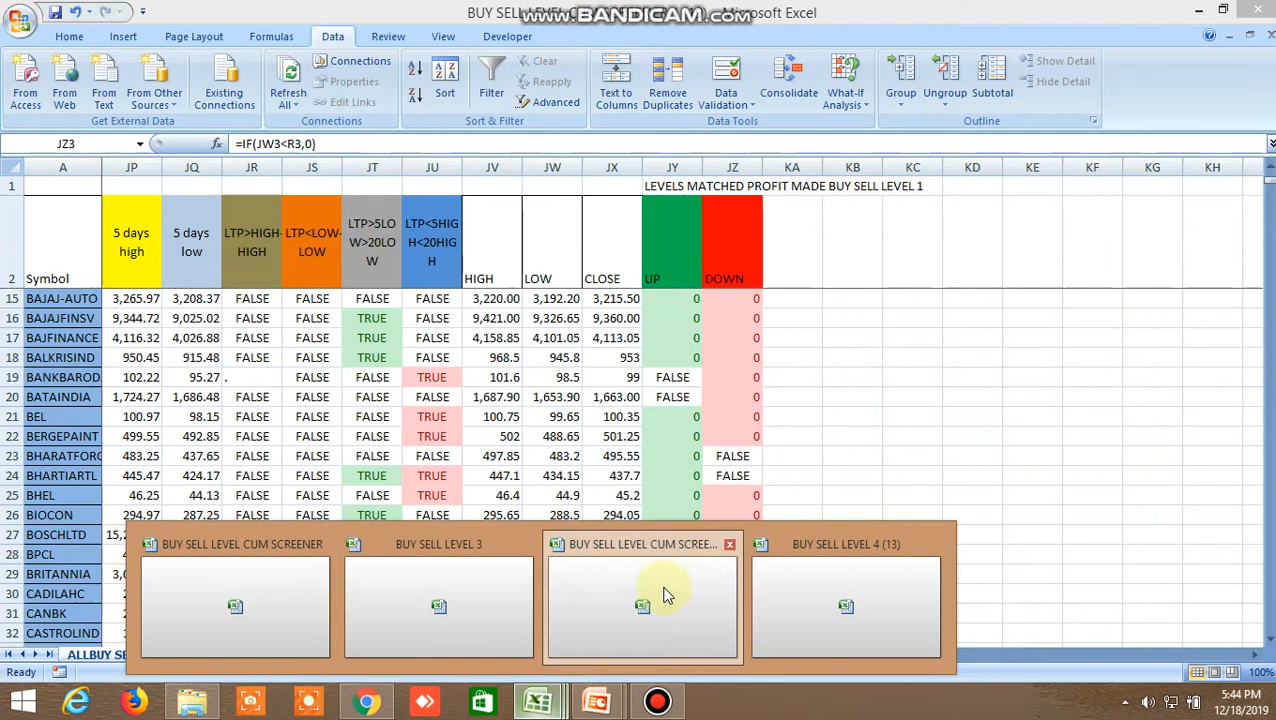 BUY SELL LEVEL CUM
www.BANDICAM.com
Microsoft Excel
Home Insert Page Layout Formulas Data Review View Developer
From Access
From Web
From Text
From Other Sources
Existing Connections
Get External Data
Refresh All
Connections
Properties
Edit Links
Connections
Sort
Filter
Clear
Reapply
Advanced
Sort & Filter
Text to Columns
Remove Duplicates
Data Validation
Consolidate
What-If Analysis
Data Tools
Group
Ungroup
Subtotal
Show Detail
Hide Detail
Outline
JZ3 fx =IF(JW3<R3,0)
A JP JQ JR JS JT JU JV JW JX JY JZ KA KB KC KD KE KF KG KH
1 LEVELS MATCHED PROFIT MADE BUY SELL LEVEL 1
2 Symbol
5 days high
5 days low
LTP>HIGH-HIGH
LTP<LOW-LOW
LTP>5LOW>20LOW
LTP<5HIGH<20HIGH
HIGH LOW CLOSE UP DOWN
15 BAJAJ-AUTO 3,265.97 3,208.37 FALSE FALSE FALSE FALSE 3,220.00 3,192.20 3,215.50 0 0
16 BAJAJFINSV 9,344.72 9,025.02 FALSE FALSE TRUE FALSE 9,421.00 9,326.65 9,360.00 0 0
17 BAJFINANCE 4,116.32 4,026.88 FALSE FALSE TRUE FALSE 4,158.85 4,101.05 4,113.05 0 0
18 BALKRISIND 950.45 915.48 FALSE FALSE TRUE FALSE 968.5 945.8 953 0 0
19 BANKBAROD 102.22 95.27 . FALSE FALSE TRUE 101.6 98.5 99 FALSE 0
20 BATAINDIA 1,724.27 1,686.48 FALSE FALSE FALSE FALSE 1,687.90 1,653.90 1,663.00 FALSE 0
21 BEL 100.97 98.15 FALSE FALSE FALSE TRUE 100.75 99.65 100.35 0 0
22 BERGEPAINT 499.55 492.85 FALSE FALSE FALSE TRUE 502 488.65 501.25 0 0
23 BHARATFORG 483.25 437.65 FALSE FALSE FALSE FALSE 497.85 483.2 495.55 0 FALSE
24 BHARTIARTL 445.47 424.17 FALSE FALSE TRUE TRUE 447.1 434.15 437.7 0 FALSE
25 BHEL 46.25 44.13 FALSE FALSE FALSE TRUE 46.4 44.9 45.2 0 0
26 BIOCON 294.97 287.25 FALSE FALSE TRUE FALSE 295.65 288.5 294.05 0 0
27 BOSCHLTD 15,2
28 BPCL
29 BRITANNIA 3,0
30 CADILAHC
31 CANBK
32 CASTROLIND
BUY SELL LEVEL CUM SCREENER
BUY SELL LEVEL 3
BUY SELL LEVEL CUM SCREE...
BUY SELL LEVEL 4 (13)
ALLBUY SE
Ready
100%
5:44 PM
12/18/2019